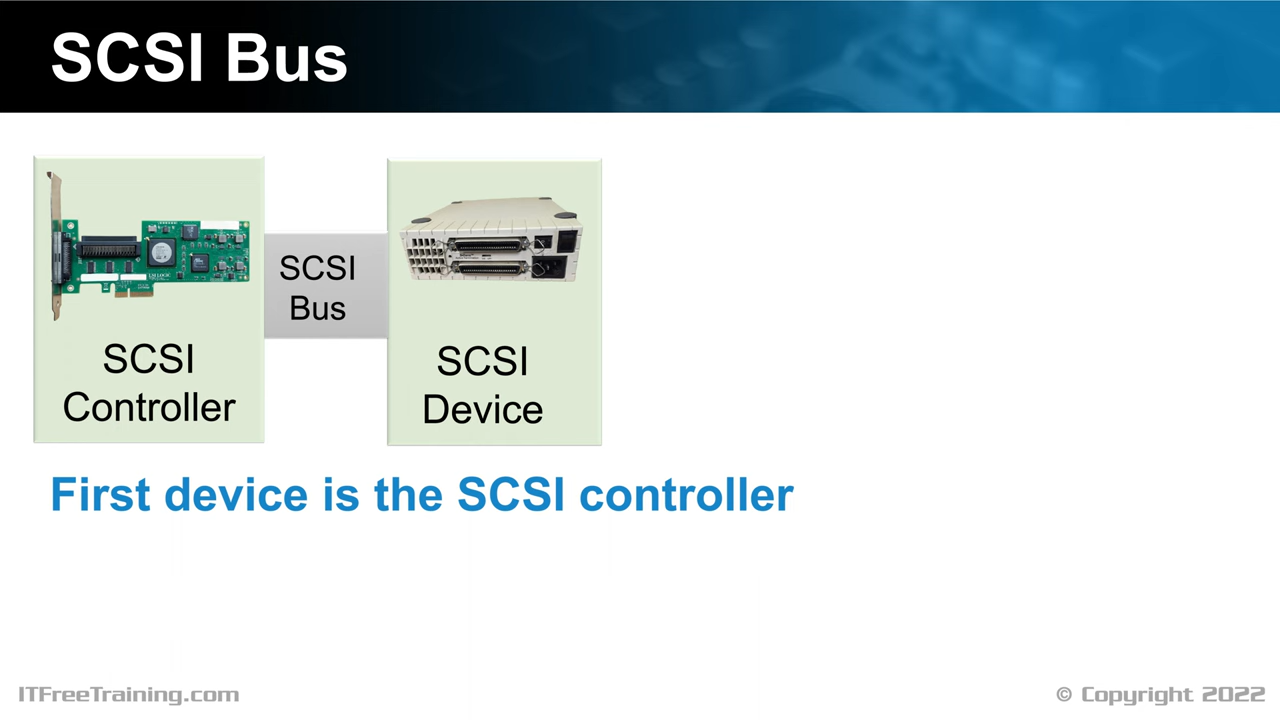 SCSI Bus
SCSI
Controller
SCSI
Bus
SCSI
Device
First device is the SCSI controller
ITFreeTraining.com
© Copyright 2022